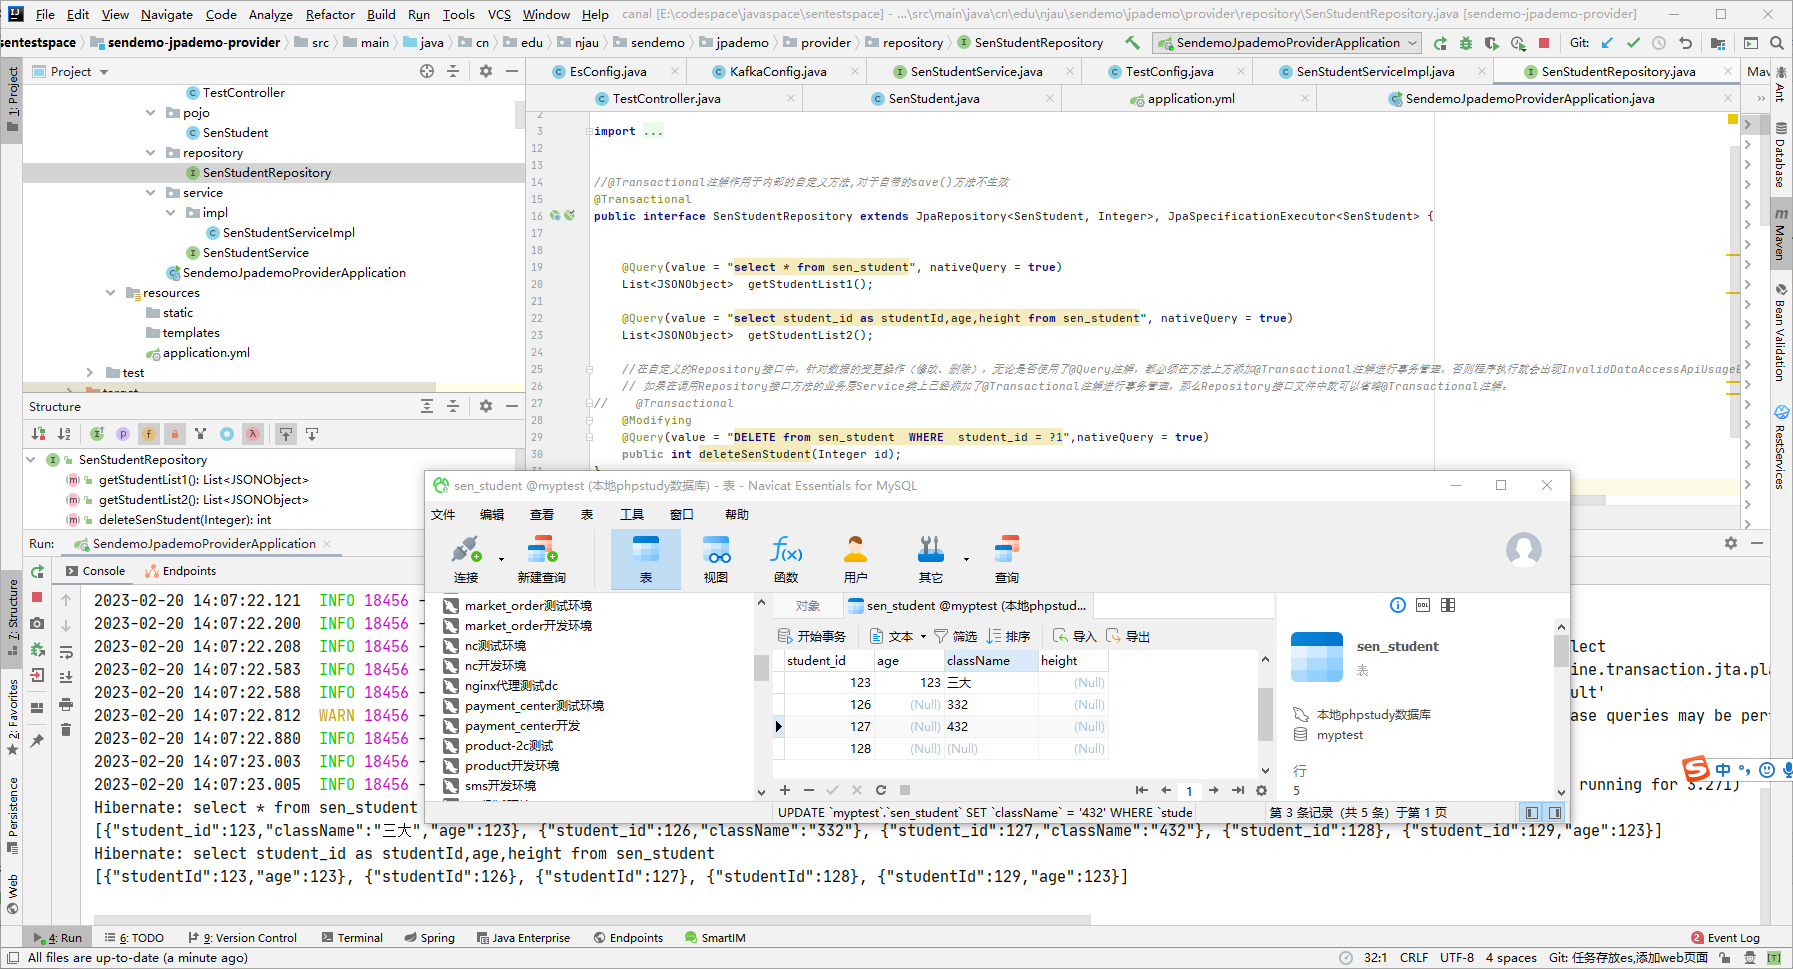 File Edit View Navigate Code Analyze Refactor Build Run Tools VCS Window Help canal [E:\codespace\javaspace\sentestspace] - ...\src\main\java\cn\edu\njau\sendemo\jpademo\provider\repository\SenStudentRepository.java [sendemo-jpademo-provider]
sentestspace sendemo-jpademo-provider src main java cn edu njau sendemo jpademo provider repository SenStudentRepository SendemoJpademoProviderApplication Git:
Project
EsConfig.java KafkaConfig.java SenStudentService.java TestConfig.java SenStudentServiceImpl.java SenStudentRepository.java Mav
TestController.java SenStudent.java application.yml SendemoJpademoProviderApplication.java
1: Project
7: Structure
2: Favorites
Persistence
Web
Ant
Database
Maven
Bean Validation
RestServices
TestController
pojo
SenStudent
repository
SenStudentRepository
service
impl
SenStudentServiceImpl
SenStudentService
SendemoJpademoProviderApplication
resources
static
templates
application.yml
test
target
Structure
SenStudentRepository
getStudentList1(): List<JSONObject>
getStudentList2(): List<JSONObject>
deleteSenStudent(Integer): int
2
3 import ...
12
13
14 //@Transactional注解作用于内部的自定义方法,对于自带的save()方法不生效
15 @Transactional
16 public interface SenStudentRepository extends JpaRepository<SenStudent, Integer>, JpaSpecificationExecutor<SenStudent> {
17
18
19 @Query(value = "select * from sen_student", nativeQuery = true)
20 List<JSONObject>  getStudentList1();
21
22 @Query(value = "select student_id as studentId,age,height from sen_student", nativeQuery = true)
23 List<JSONObject>  getStudentList2();
24
25 //在自定义的Repository接口中，针对数据的变更操作（修改、删除），无论是否使用了@Query注解，都必须在方法上方添加@Transactional注解进行事务管理，否则程序执行就会出现InvalidDataAccessApiUsageE
26 // 如果在调用Repository接口方法的业务层Service类上已经添加了@Transactional注解进行事务管理，那么Repository接口文件中就可以省略@Transactional注解。
27 //    @Transactional
28 @Modifying
29 @Query(value = "DELETE from sen_student  WHERE  student_id = ?1",nativeQuery = true)
30 public int deleteSenStudent(Integer id);
Run: SendemoJpademoProviderApplication
Console Endpoints
2023-02-20 14:07:22.121  INFO 18456 -
2023-02-20 14:07:22.200  INFO 18456 -
2023-02-20 14:07:22.208  INFO 18456 - lect
2023-02-20 14:07:22.583  INFO 18456 - ine.transaction.jta.pla
2023-02-20 14:07:22.588  INFO 18456 - ult'
2023-02-20 14:07:22.812  WARN 18456 - ase queries may be per
2023-02-20 14:07:22.880  INFO 18456 -
2023-02-20 14:07:23.003  INFO 18456 -
2023-02-20 14:07:23.005  INFO 18456 - running for 3.271)
Hibernate: select * from sen_student
[{"student_id":123,"className":"三大","age":123}, {"student_id":126,"className":"332"}, {"student_id":127,"className":"432"}, {"student_id":128}, {"student_id":129,"age":123}]
Hibernate: select student_id as studentId,age,height from sen_student
[{"studentId":123,"age":123}, {"studentId":126}, {"studentId":127}, {"studentId":128}, {"studentId":129,"age":123}]
sen_student @myptest (本地phpstudy数据库) - 表 - Navicat Essentials for MySQL
文件 编辑 查看 表 工具 窗口 帮助
连接 新建查询 表 视图 函数 用户 其它 查询
market_order测试环境
market_order开发环境
nc测试环境
nc开发环境
nginx代理测试dc
payment_center测试环境
payment_center开发
product-2c测试
product开发环境
sms开发环境
对象 sen_student @myptest (本地phpstud...
开始事务 文本 筛选 排序 导入 导出
student_id age className height
123 123 三大 (Null)
126 (Null) 332 (Null)
127 (Null) 432 (Null)
128 (Null) (Null) (Null)
1
UPDATE `myptest`.`sen_student` SET `className` = '432' WHERE `stude 第 3 条记录 (共 5 条) 于第 1 页
DDL
sen_student
表
本地phpstudy数据库
myptest
行
5
中
4: Run 6: TODO 9: Version Control Terminal Spring Java Enterprise Endpoints SmartIM 2 Event Log
All files are up-to-date (a minute ago) 32:1 CRLF UTF-8 4 spaces Git: 任务存放es,添加web页面